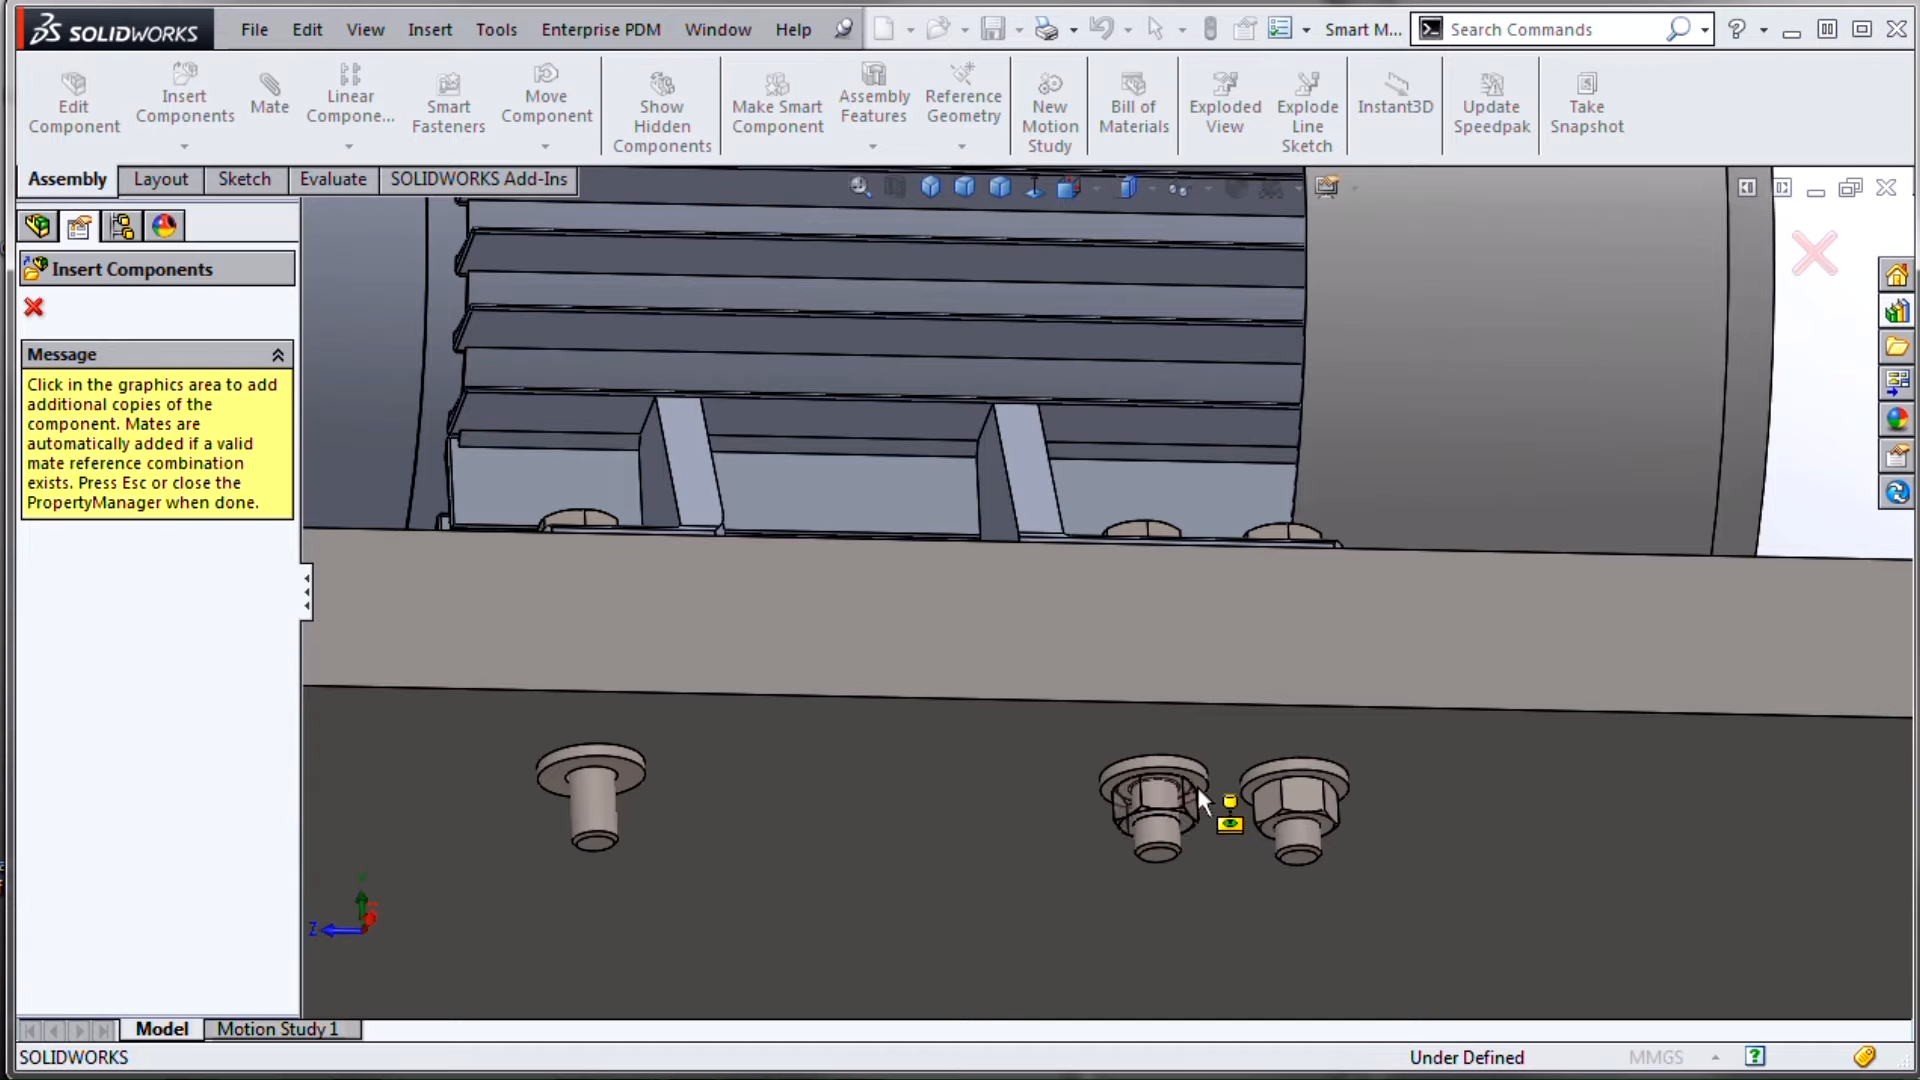 SOLIDWORKS File Edit View Insert Tools Enterprise PDM Window Help Smart M... Search Commands
Edit Component
Insert Components
Mate
Linear Compone...
Smart Fasteners
Move Component
Show Hidden Components
Make Smart Component
Assembly Features
Reference Geometry
New Motion Study
Bill of Materials
Exploded View
Explode Line Sketch
Instant3D
Update Speedpak
Take Snapshot
Assembly Layout Sketch Evaluate SOLIDWORKS Add-Ins
Insert Components
Message
Click in the graphics area to add
additional copies of the
component. Mates are
automatically added if a valid
mate reference combination
exists. Press Esc or close the
PropertyManager when done.
Z
Model Motion Study 1
SOLIDWORKS Under Defined MMGS